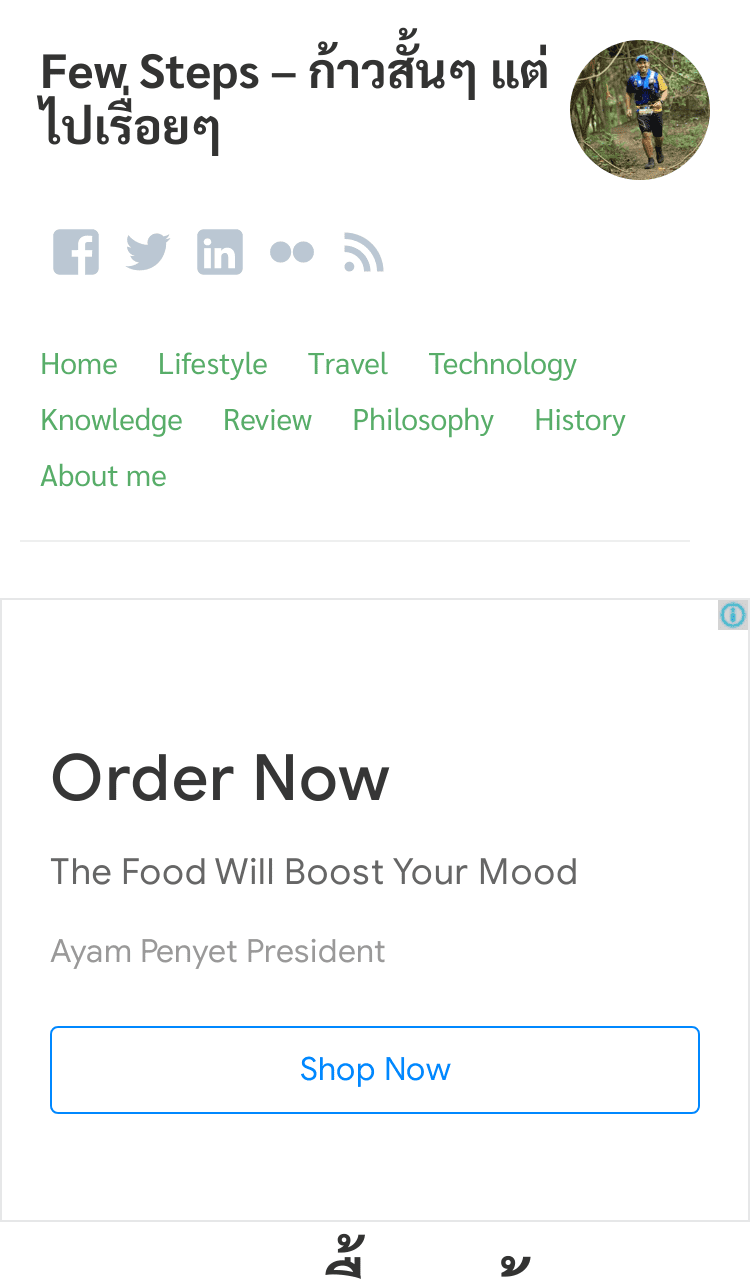 Few Steps – ก้าวสั้นๆ แต่
ไปเรื่อยๆ
Home Lifestyle Travel Technology
Knowledge Review Philosophy History
About me
Order Now
The Food Will Boost Your Mood
Ayam Penyet President
Shop Now